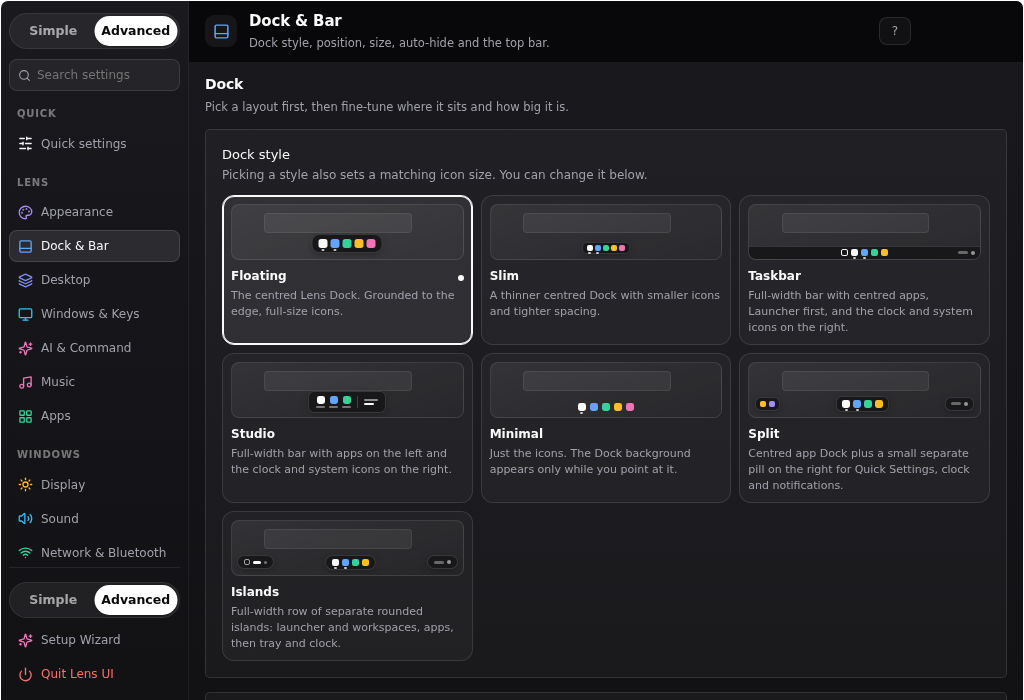 Simple
Advanced
Search settings
QUICK
Quick settings
LENS
Appearance
Dock & Bar
Desktop
Windows & Keys
AI & Command
Music
Apps
WINDOWS
Display
Sound
Network & Bluetooth
Simple
Advanced
Setup Wizard
Quit Lens UI
Dock & Bar
Dock style, position, size, auto-hide and the top bar.
?
Dock
Pick a layout first, then fine-tune where it sits and how big it is.
Dock style
Picking a style also sets a matching icon size. You can change it below.
Floating
The centred Lens Dock. Grounded to the
edge, full-size icons.
Slim
A thinner centred Dock with smaller icons
and tighter spacing.
Taskbar
Full-width bar with centred apps,
Launcher first, and the clock and system
icons on the right.
Studio
Full-width bar with apps on the left and
the clock and system icons on the right.
Minimal
Just the icons. The Dock background
appears only while you point at it.
Split
Centred app Dock plus a small separate
pill on the right for Quick Settings, clock
and notifications.
Islands
Full-width row of separate rounded
islands: launcher and workspaces, apps,
then tray and clock.